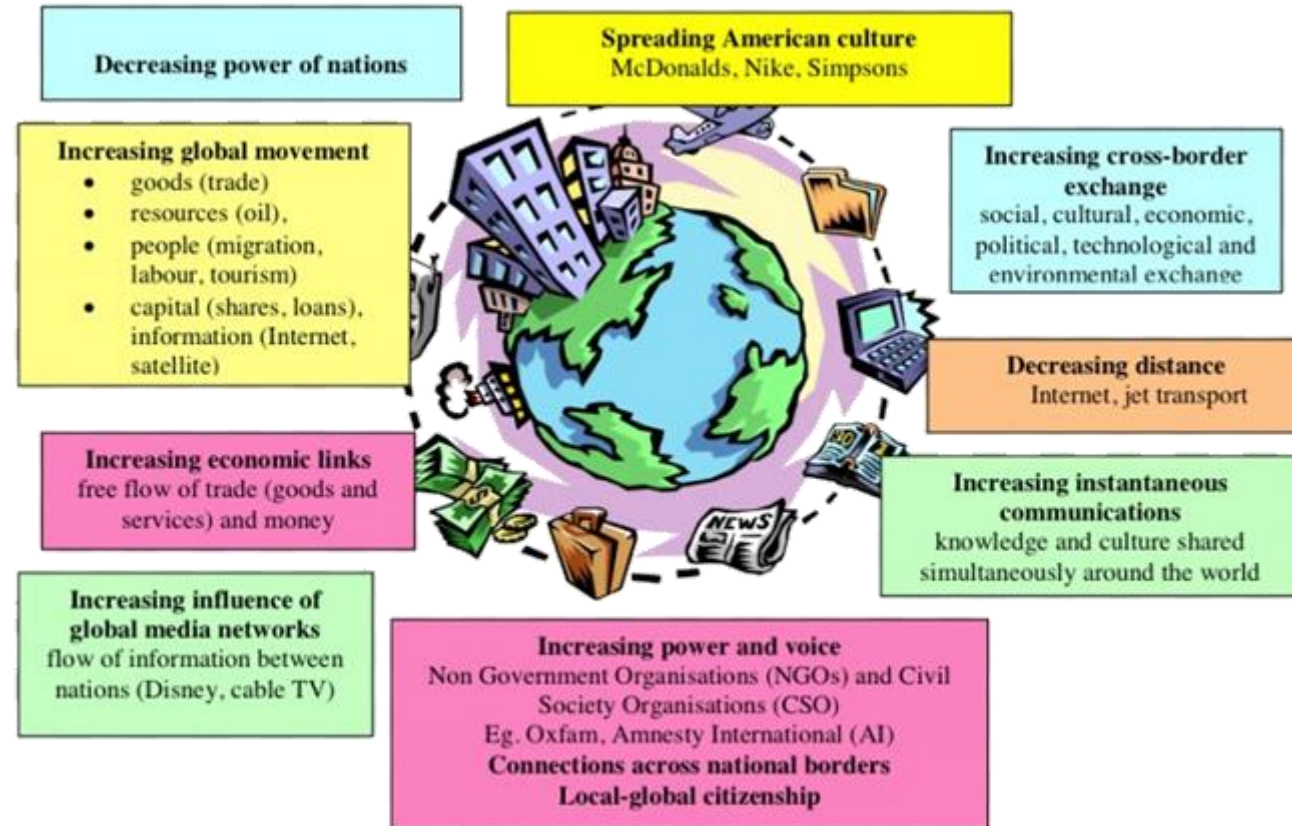 Decreasing power of nations
Spreading American culture
McDonalds, Nike, Simpsons
Increasing global movement
• goods (trade)
• resources (oil),
• people (migration,
labour, tourism)
• capital (shares, loans),
information (Internet,
satellite)
Increasing cross-border
exchange
social, cultural, economic,
political, technological and
environmental exchange
Decreasing distance
Internet, jet transport
Increasing economic links
free flow of trade (goods and
services) and money
Increasing instantaneous
communications
knowledge and culture shared
simultaneously around the world
NEWS
Increasing influence of
global media networks
flow of information between
nations (Disney, cable TV)
Increasing power and voice
Non Government Organisations (NGOs) and Civil
Society Organisations (CSO)
Eg. Oxfam, Amnesty International (AI)
Connections across national borders
Local-global citizenship